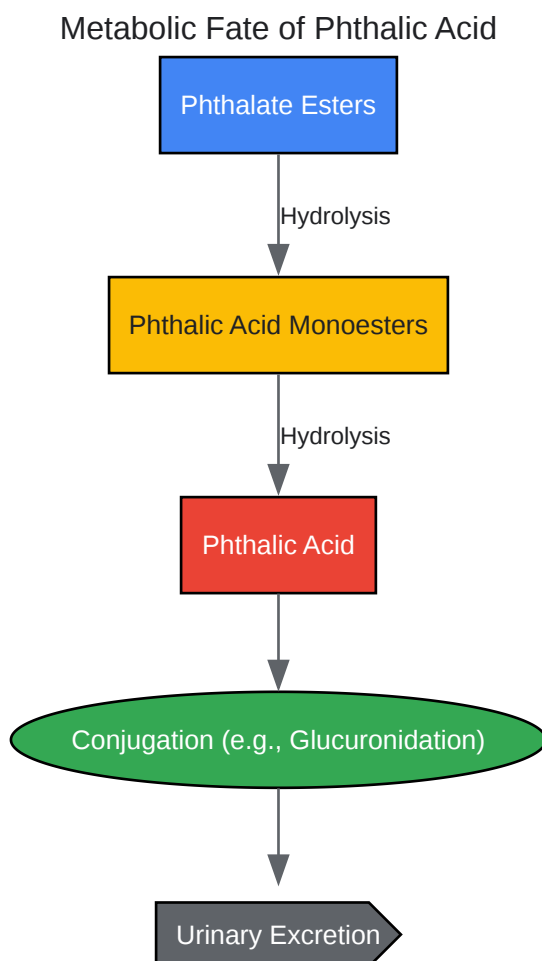 Metabolic Fate of Phthalic Acid
Phthalate Esters
Hydrolysis
Phthalic Acid Monoesters
Hydrolysis
Phthalic Acid
Conjugation (e.g., Glucuronidation)
Urinary Excretion